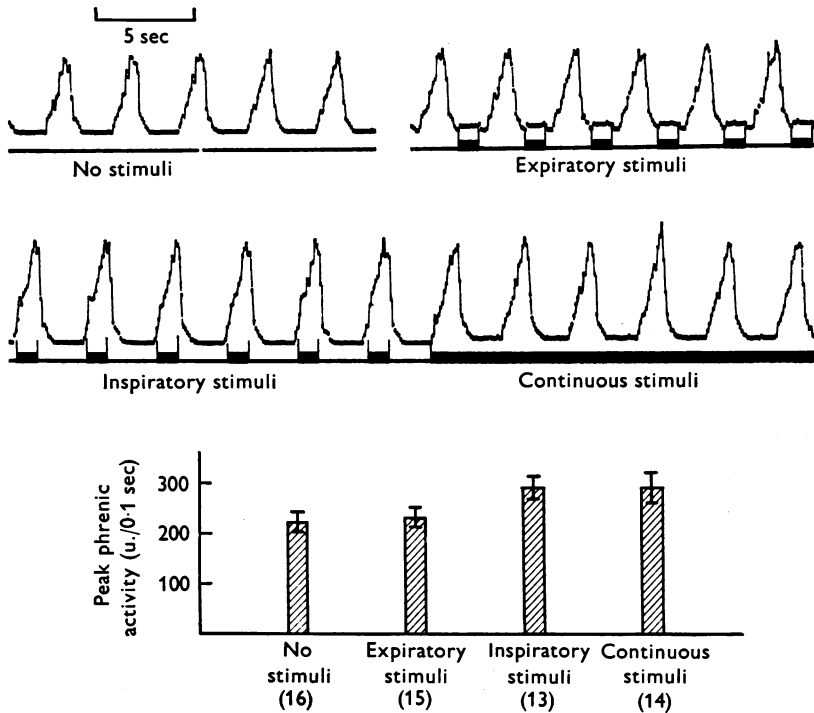 5 sec
No stimuli
Expiratory stimuli
Inspiratory stimuli
Continuous stimuli
Peak phrenic
activity (u./0·1 sec)
300
200
100
No
stimuli
(16)
Expiratory
stimuli
(15)
Inspiratory
stimuli
(13)
Continuous
stimuli
(14)